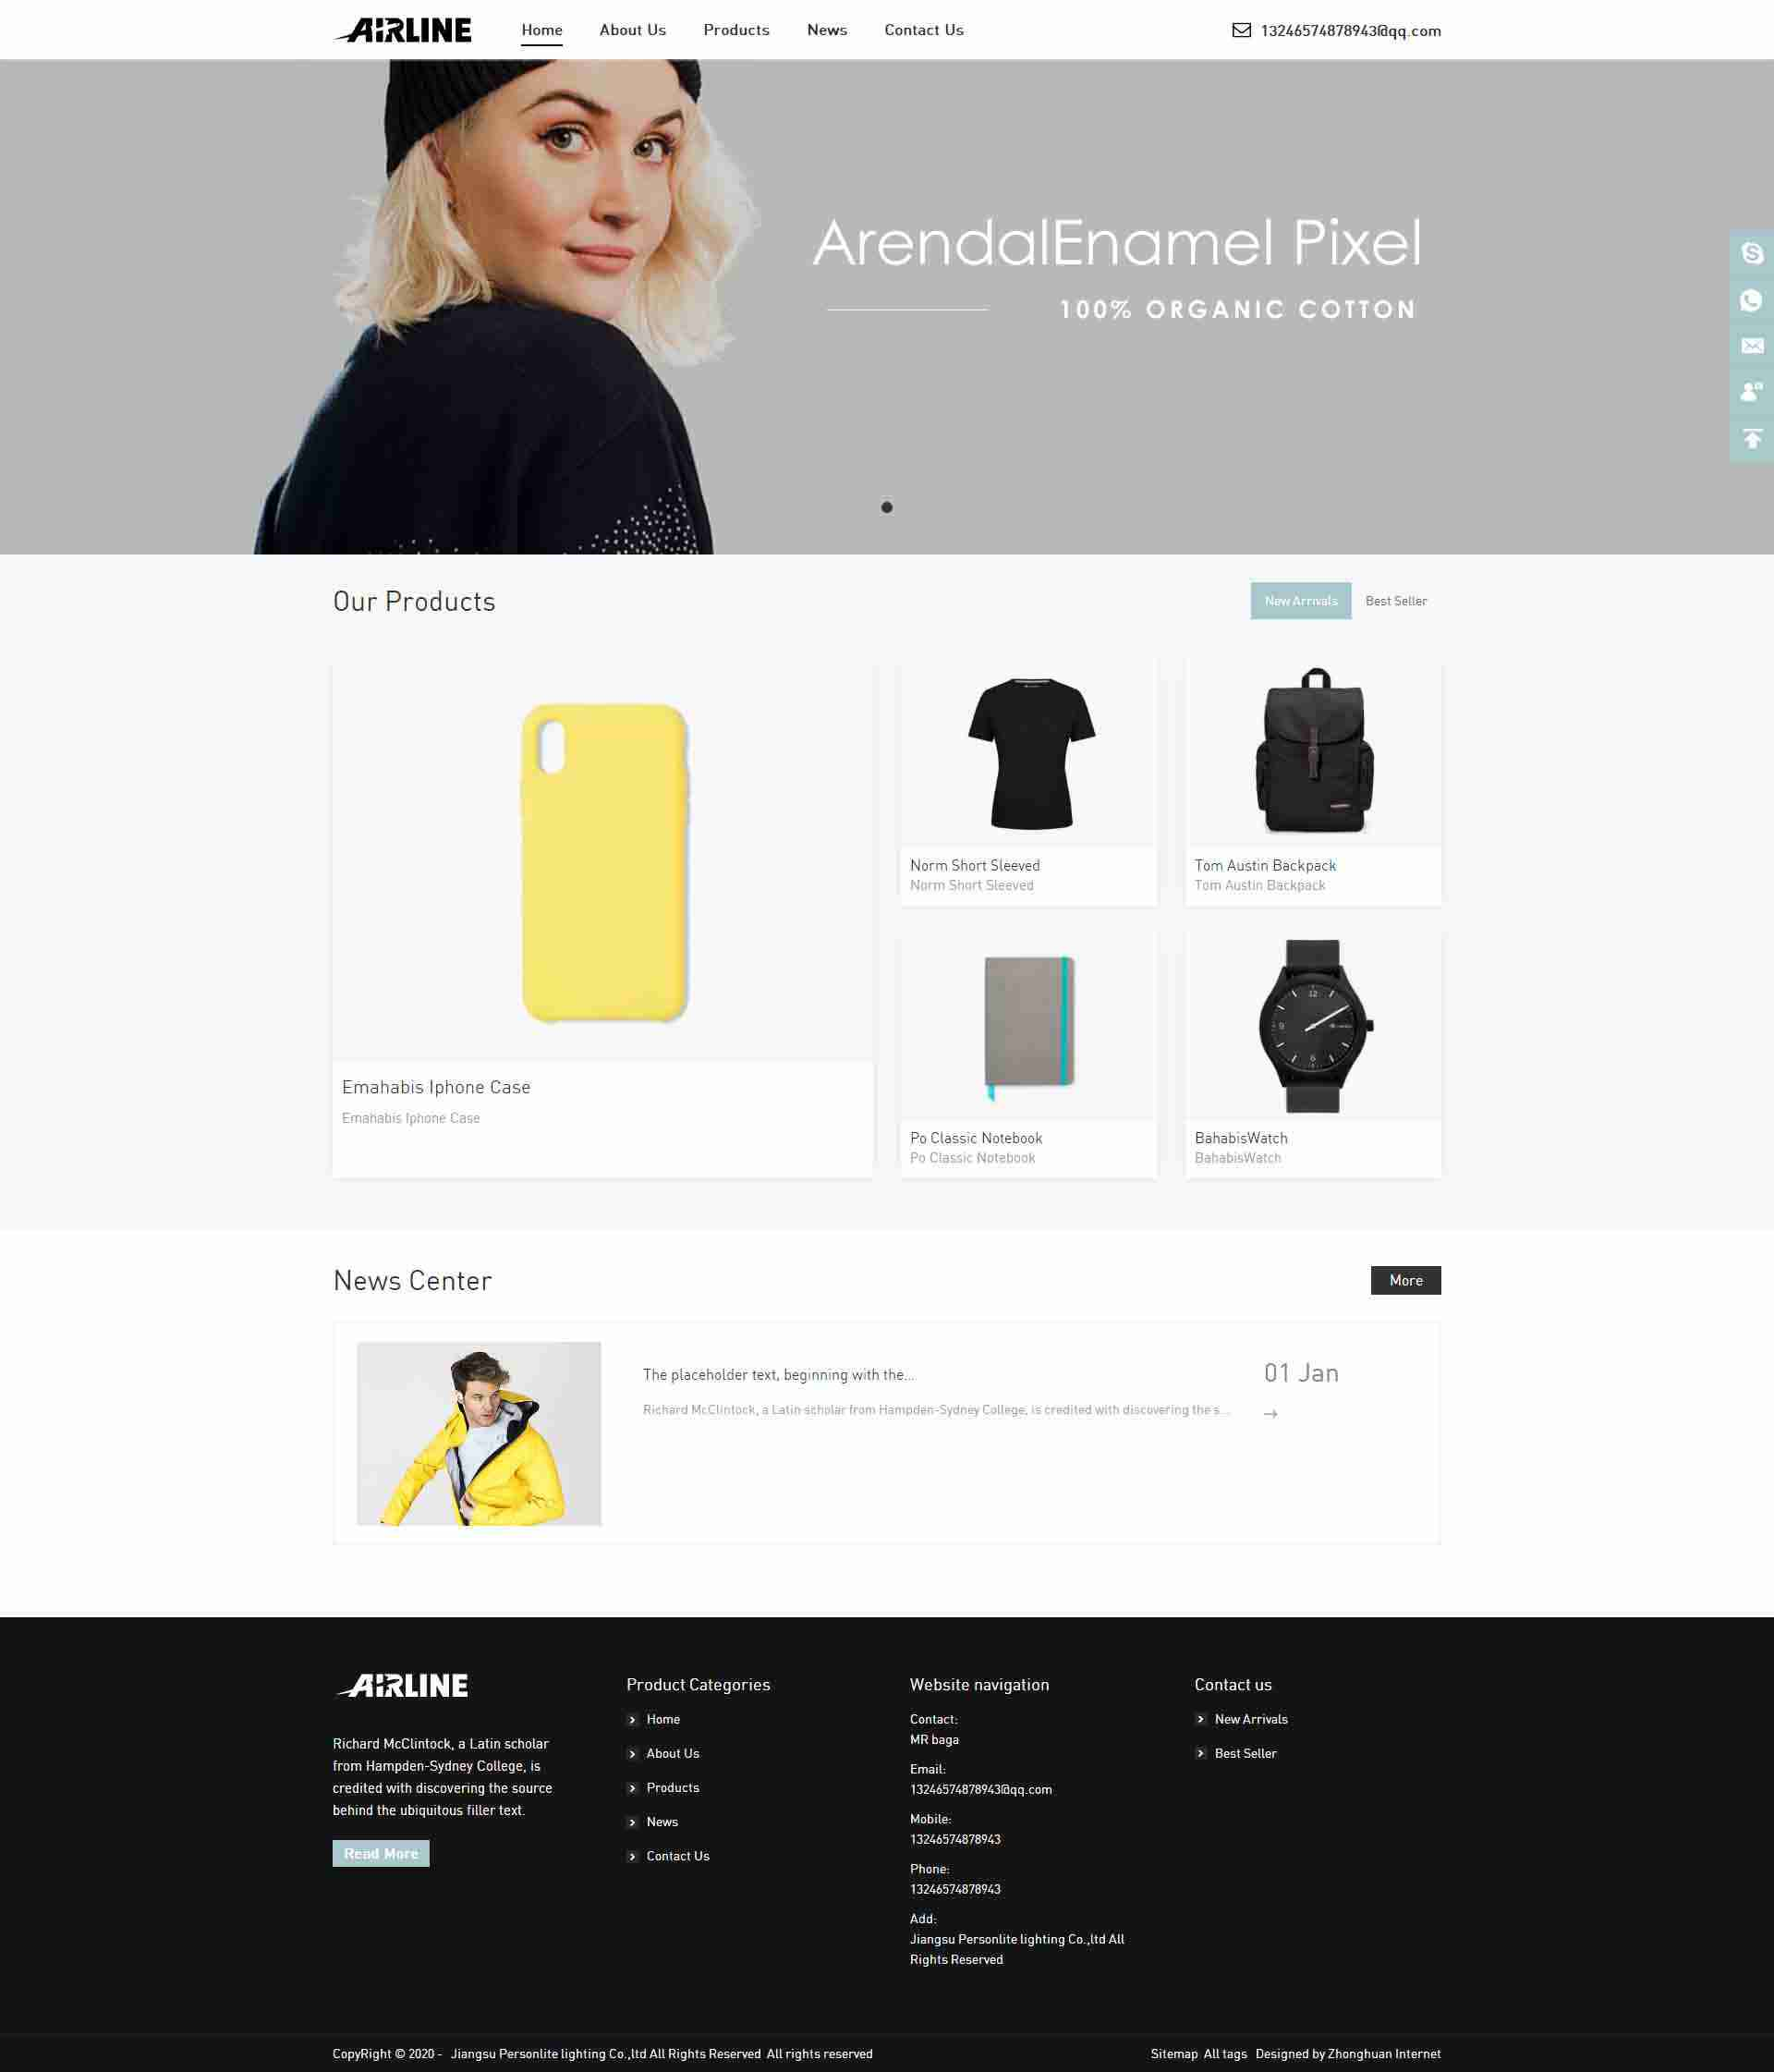 AIRLINE
Home
About Us
Products
News
Contact Us
13246574878943@qq.com
ArendalEnamel Pixel
100% ORGANIC COTTON
Our Products
New Arrivals
Best Seller
Emahabis Iphone Case
Emahabis Iphone Case
Norm Short Sleeved
Norm Short Sleeved
Tom Austin Backpack
Tom Austin Backpack
12
9
6
Po Classic Notebook
Po Classic Notebook
BahabisWatch
BahabisWatch
News Center
More
The placeholder text, beginning with the...
Richard McClintock, a Latin scholar from Hampden-Sydney College, is credited with discovering the s...
01 Jan
AIRLINE
Richard McClintock, a Latin scholar
from Hampden-Sydney College, is
credited with discovering the source
behind the ubiquitous filler text.
Read More
Product Categories
Home
About Us
Products
News
Contact Us
Website navigation
Contact:
MR baga
Email:
13246574878943@qq.com
Mobile:
13246574878943
Phone:
13246574878943
Add:
Jiangsu Personlite lighting Co.,ltd All
Rights Reserved
Contact us
New Arrivals
Best Seller
CopyRight © 2020 - Jiangsu Personlite lighting Co.,ltd All Rights Reserved All rights reserved
Sitemap All tags Designed by Zhonghuan Internet